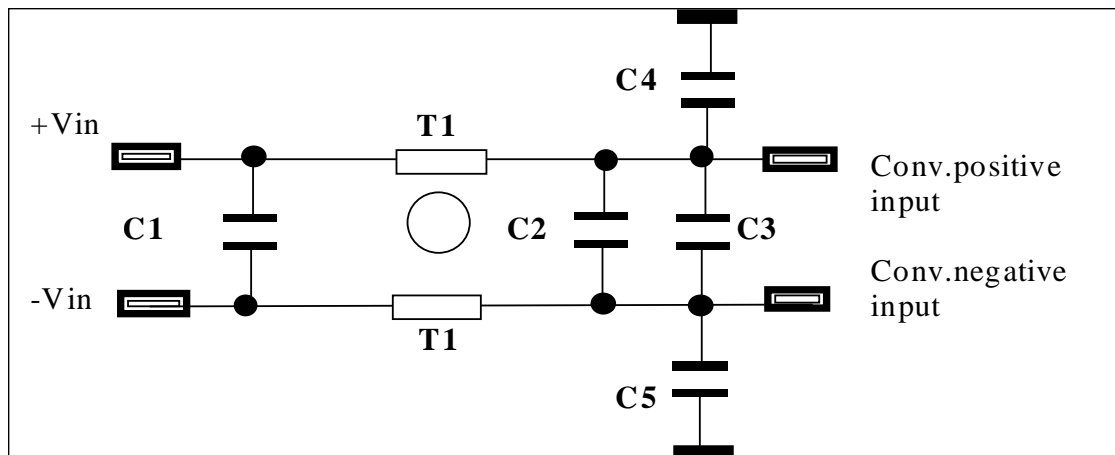 C4
+Vin
T1
Conv.positive
input
C1
C2
C3
-Vin
Conv.negative
input
T1
C5